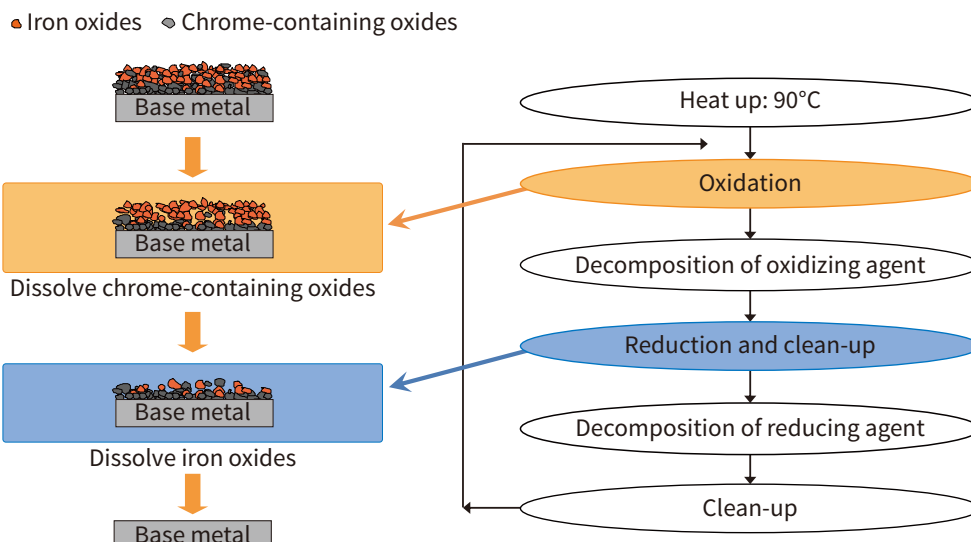 Iron oxides Chrome-containing oxides
Base metal
Base metal
Dissolve chrome-containing oxides
Base metal
Dissolve iron oxides
Base metal
Heat up: 90°C
Oxidation
Decomposition of oxidizing agent
Reduction and clean-up
Decomposition of reducing agent
Clean-up